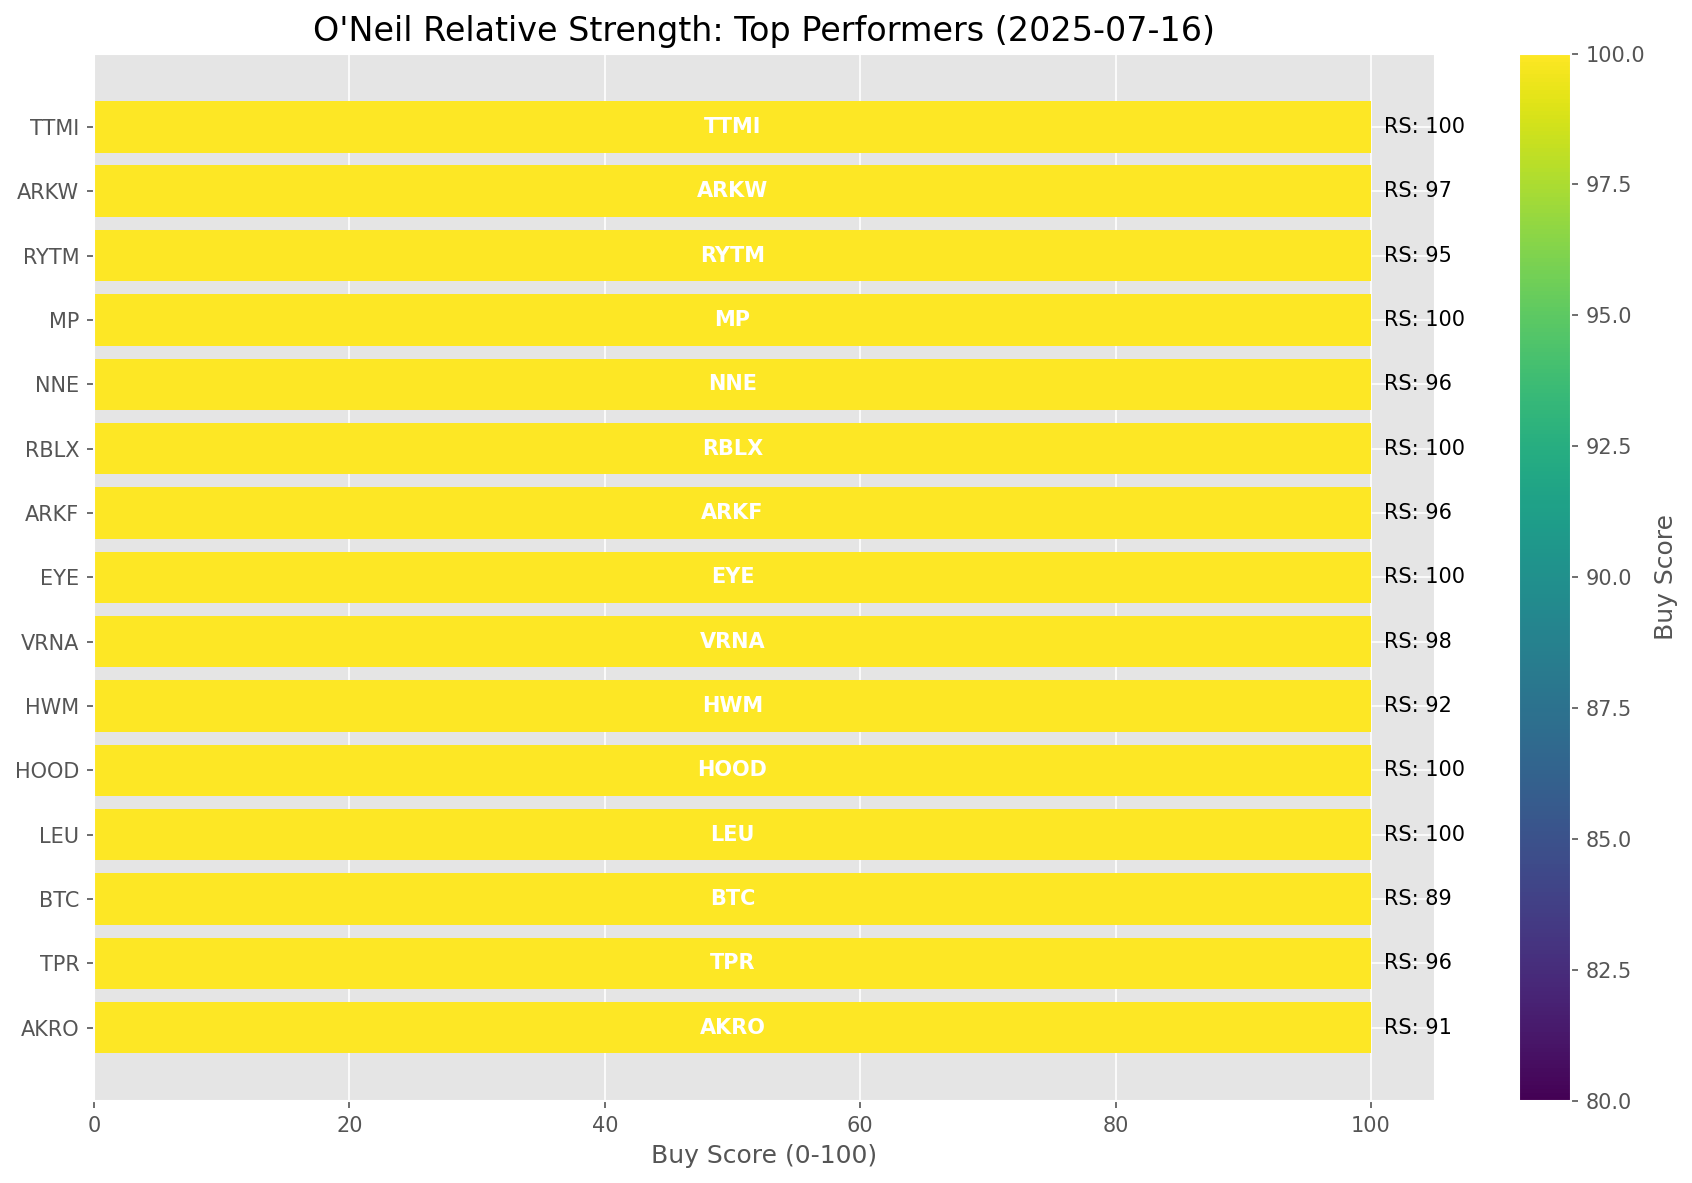 O'Neil Relative Strength: Top Performers (2025-07-16)
TTMI TTMI RS: 100
ARKW ARKW RS: 97
RYTM RYTM RS: 95
MP MP RS: 100
NNE NNE RS: 96
RBLX RBLX RS: 100
ARKF ARKF RS: 96
EYE EYE RS: 100
VRNA VRNA RS: 98
HWM HWM RS: 92
HOOD HOOD RS: 100
LEU LEU RS: 100
BTC BTC RS: 89
TPR TPR RS: 96
AKRO AKRO RS: 91
0 20 40 60 80 100
Buy Score (0-100)
100.0
97.5
95.0
92.5
90.0
87.5
85.0
82.5
80.0
Buy Score